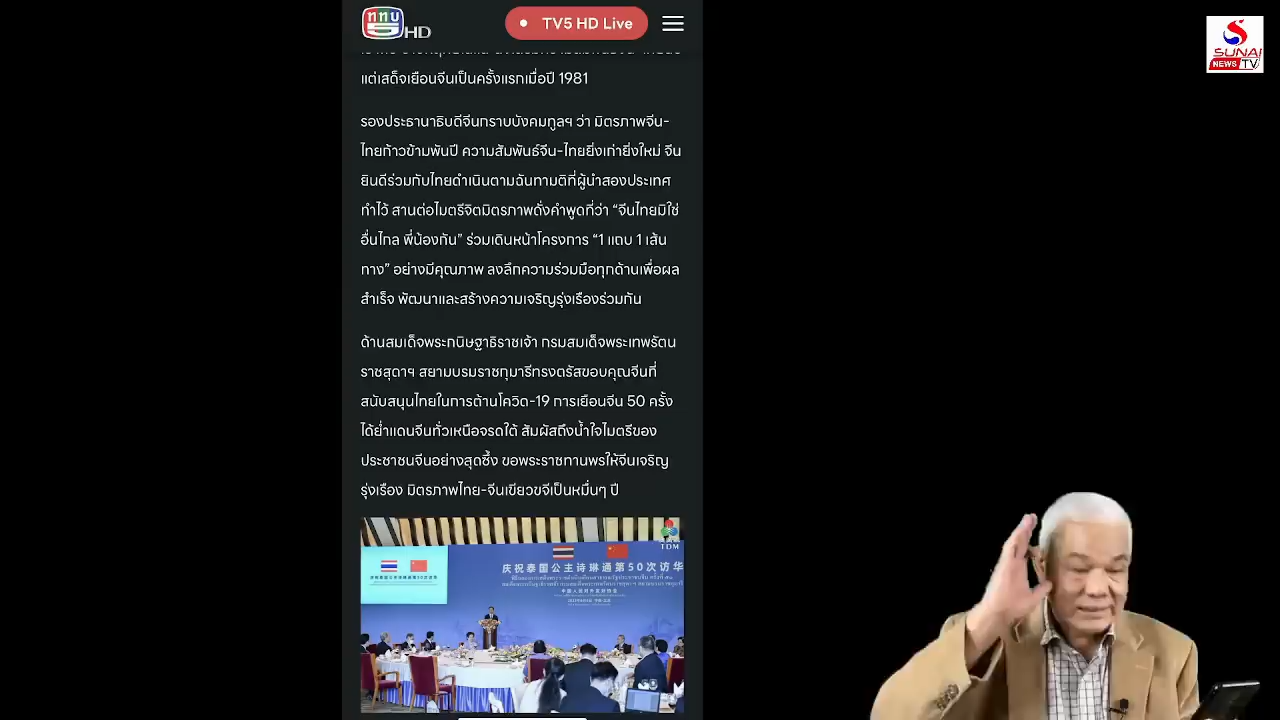 ททบ
5HD
TV5 HD Live
SUNAI
NEWS TV
แต่เสด็จเยือนจีนเป็นครั้งแรกเมื่อปี 1981
รองประธานาธิบดีจีนกราบบังคมทูลฯ ว่า มิตรภาพจีน-
ไทยก้าวข้ามพันปี ความสัมพันธ์จีน-ไทยยิ่งเก่ายิ่งใหม่ จีน
ยินดีร่วมกับไทยดำเนินตามฉันทามติที่ผู้นำสองประเทศ
ทำไว้ สานต่อไมตรีจิตมิตรภาพดั่งคำพูดที่ว่า “จีนไทยมิใช่
อื่นไกล พี่น้องกัน” ร่วมเดินหน้าโครงการ “1 แถบ 1 เส้น
ทาง” อย่างมีคุณภาพ ลงลึกความร่วมมือทุกด้านเพื่อผล
สำเร็จ พัฒนาและสร้างความเจริญรุ่งเรืองร่วมกัน
ด้านสมเด็จพระกนิษฐาธิราชเจ้า กรมสมเด็จพระเทพรัตน
ราชสุดาฯ สยามบรมราชกุมารีทรงตรัสขอบคุณจีนที่
สนับสนุนไทยในการต้านโควิด-19 การเยือนจีน 50 ครั้ง
ได้ย่ำแดนจีนทั่วเหนือจรดใต้ สัมผัสถึงน้ำใจไมตรีของ
ประชาชนจีนอย่างสุดซึ้ง ขอพระราชทานพรให้จีนเจริญ
รุ่งเรือง มิตรภาพไทย-จีนเขียวขจีเป็นหมื่นๆ ปี
TDM
庆祝泰国公主诗琳通第50次访华